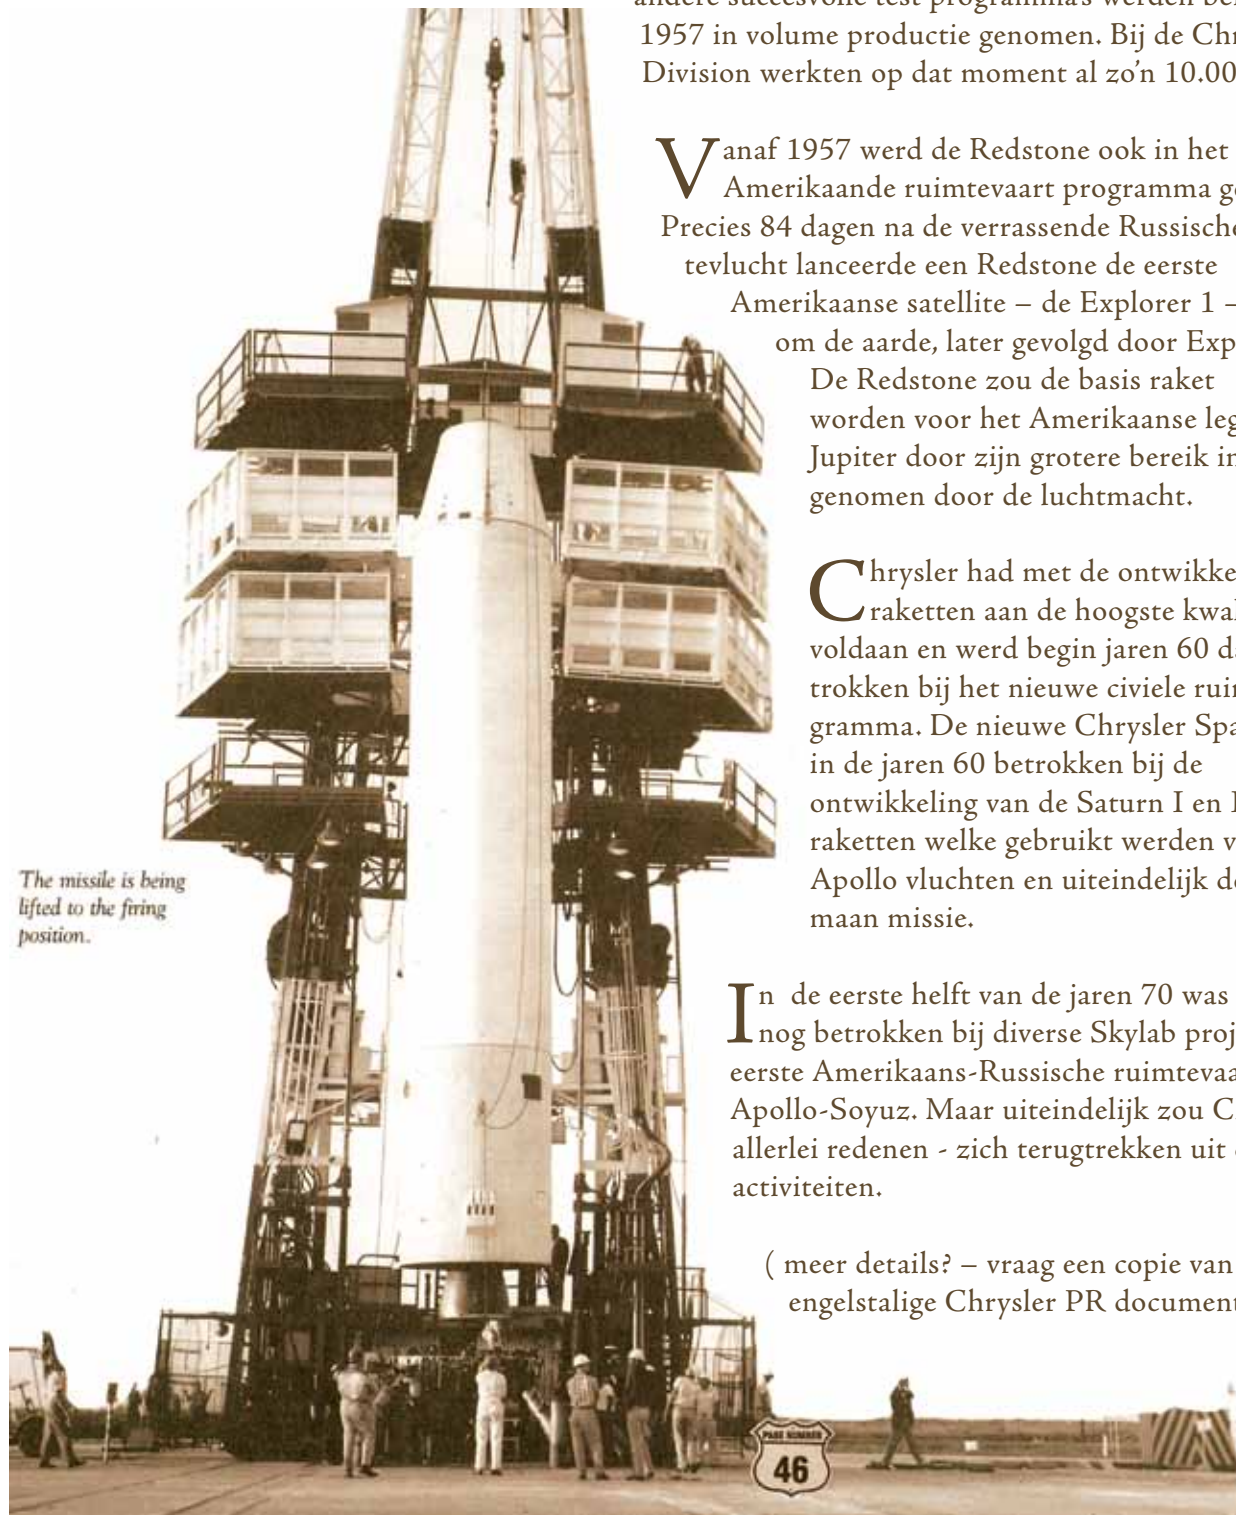 1957 in volume productie genomen. Bij de Chr
Division werkten op dat moment al zo'n 10.00
Vanaf 1957 werd de Redstone ook in het
Amerikaande ruimtevaart programma g
Precies 84 dagen na de verrassende Russische
tevlucht lanceerde een Redstone de eerste
Amerikaanse satellite – de Explorer 1 –
om de aarde, later gevolgd door Exp
De Redstone zou de basis raket
worden voor het Amerikaanse leg
Jupiter door zijn grotere bereik in
genomen door de luchtmacht.
Chrysler had met de ontwikke
raketten aan de hoogste kwal
voldaan en werd begin jaren 60 d
trokken bij het nieuwe civiele rui
gramma. De nieuwe Chrysler Spa
in de jaren 60 betrokken bij de
ontwikkeling van de Saturn I en
raketten welke gebruikt werden v
Apollo vluchten en uiteindelijk d
maan missie.
In de eerste helft van de jaren 70 was
nog betrokken bij diverse Skylab proj
eerste Amerikaans-Russische ruimtevaa
Apollo-Soyuz. Maar uiteindelijk zou C
allerlei redenen - zich terugtrekken uit
activiteiten.
( meer details? – vraag een copie van
engelstalige Chrysler PR document
The missile is being
lifted to the firing
position.
PAGE NUMBER
46